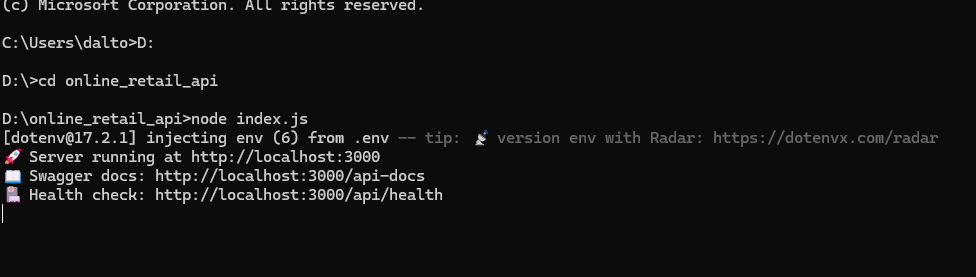 (c) Microsoft Corporation. All rights reserved.
C:\Users\dalto>D:
D:\>cd online_retail_api
D:\online_retail_api>node index.js
[dotenv@17.2.1] injecting env (6) from .env -- tip: 📡 version env with Radar: https://dotenvx.com/radar
🚀 Server running at http://localhost:3000
📖 Swagger docs: http://localhost:3000/api-docs
🏥 Health check: http://localhost:3000/api/health